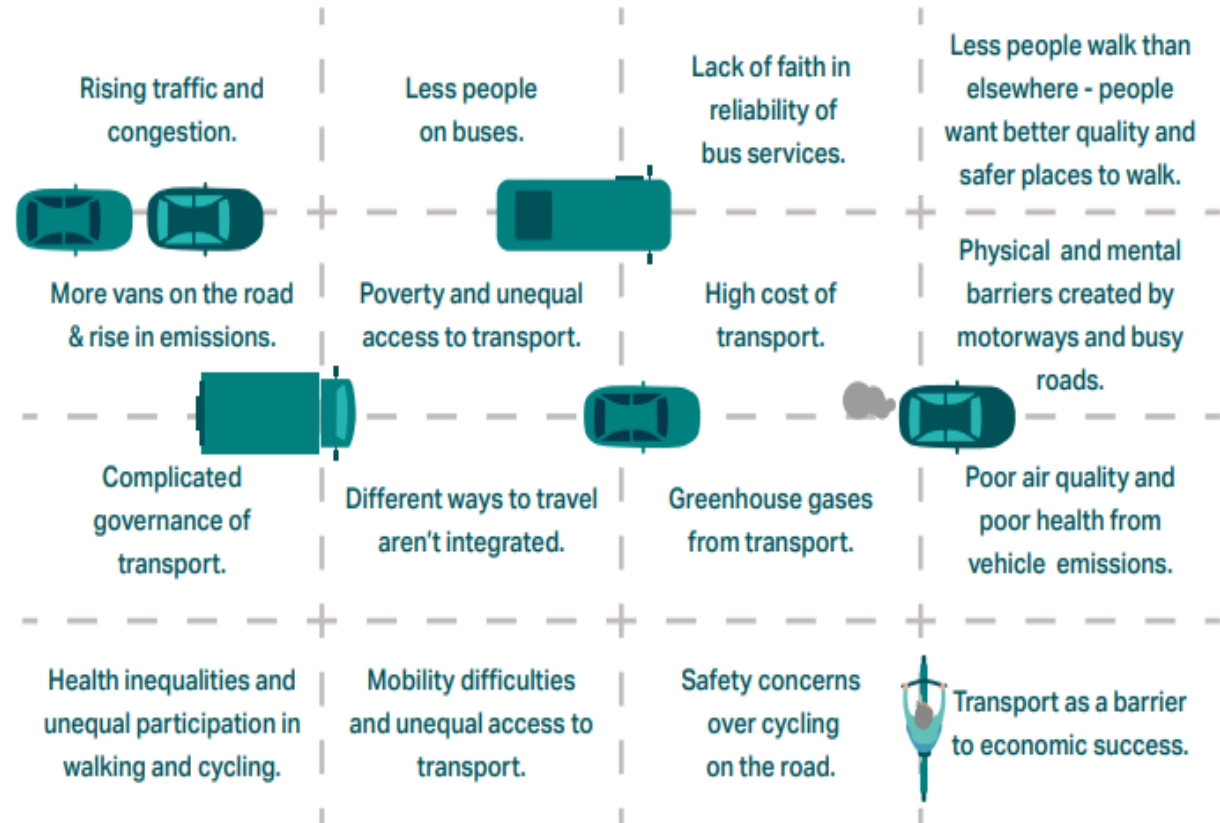 Rising traffic and
congestion.
Less people
on buses.
Lack of faith in
reliability of
bus services.
Less people walk than
elsewhere - people
want better quality and
safer places to walk.
More vans on the road
& rise in emissions.
Poverty and unequal
access to transport.
High cost of
transport.
Physical and mental
barriers created by
motorways and busy
roads.
Complicated
governance of
transport.
Different ways to travel
aren't integrated.
Greenhouse gases
from transport.
Poor air quality and
poor health from
vehicle emissions.
Health inequalities and
unequal participation in
walking and cycling.
Mobility difficulties
and unequal access to
transport.
Safety concerns
over cycling
on the road.
Transport as a barrier
to economic success.